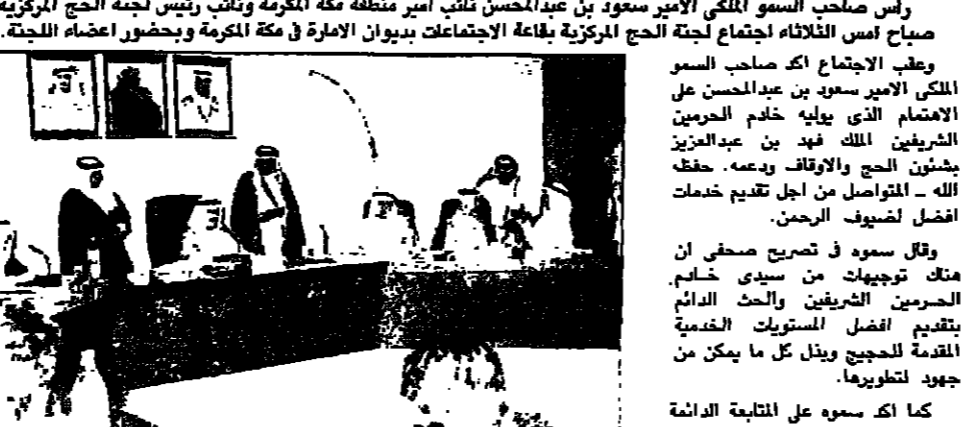 رأس صاحب السمو الملكى الامير سعود بن عبدالمحسن نائب امير منطقة مكة المكرمة ونائب رئيس لجنة الحج المركزية
صباح امس الثلاثاء اجتماع لجنة الحج المركزية بقاعة الاجتماعات بديوان الامارة في مكة المكرمة وبحضور اعضاء اللجنة.
وعقب الاجتماع اكد صاحب السمو
الملكى الامير سعود بن عبدالمحسن على
الاهتمام الذى يوليه خادم الحرمين
الشريفين الملك فهد بن عبدالعزيز
بشئون الحج والاوقاف ودعمه. حفظه
الله ـ المتواصل من اجل تقديم خدمات
افضل لضيوف الرحمن.
وقال سموه في تصريح صحفى ان
هناك توجيهات من سيدى خادم
الحرمين الشريفين والحث الدائم
بتقديم افضل المستويات الخدمية
المقدمة للحجيج وبذل كل ما يمكن من
جهود لتطويرها.
كما اكد سموه على المتابعة الدائمة